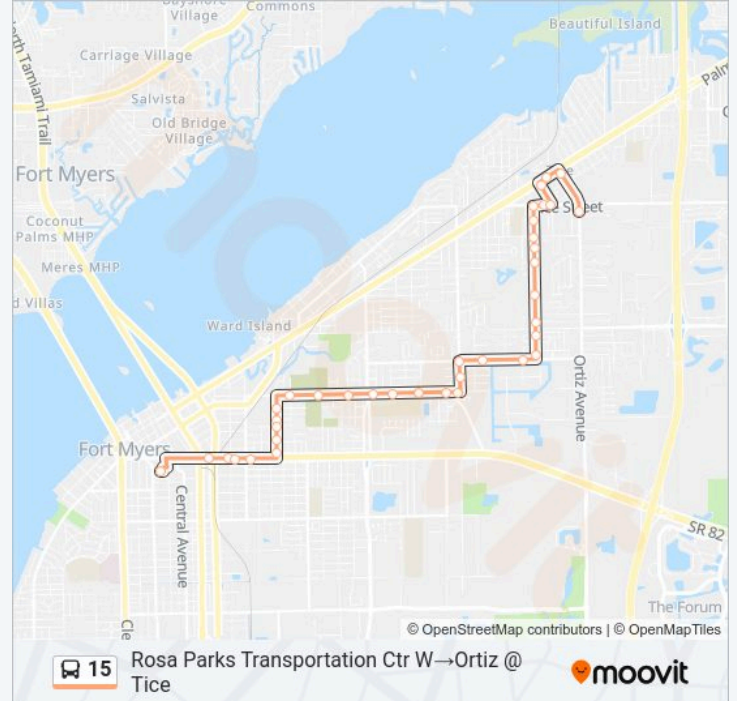 Bayshore
Village
Commons
Beautiful Island
North Tamiami Trail
Carriage Village
Salvista
Old Bridge
Village
Palm
Fort Myers
Street
Coconut
Palms MHP
Meres MHP
d Villas
Ward Island
Ortiz Avenue
Fort Myers
Central Avenue
SR 82
The Forum
Cle
© OpenStreetMap contributors | © OpenMapTiles
15
Rosa Parks Transportation Ctr W→Ortiz @
Tice
moovit